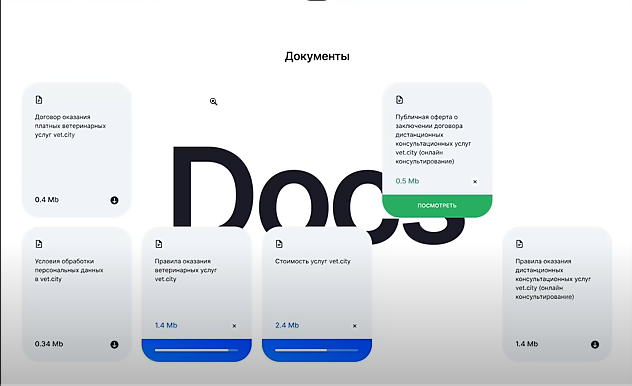 Документы
Docs
Договор оказания
платных ветеринарных
услуг vet.city
0.4 Mb
Публичная оферта о
заключении договора
дистанционных
консультационных услуг
vet.city (онлайн
консультирование)
0.5 Mb
ПОСМОТРЕТЬ
Условия обработки
персональных данных
в vet.city
0.34 Mb
Правила оказания
ветеринарных услуг
vet.city
1.4 Mb
Стоимость услуг vet.city
2.4 Mb
Правила оказания
дистанционных
консультационных услуг
vet.city (онлайн
консультирование)
1.4 Mb